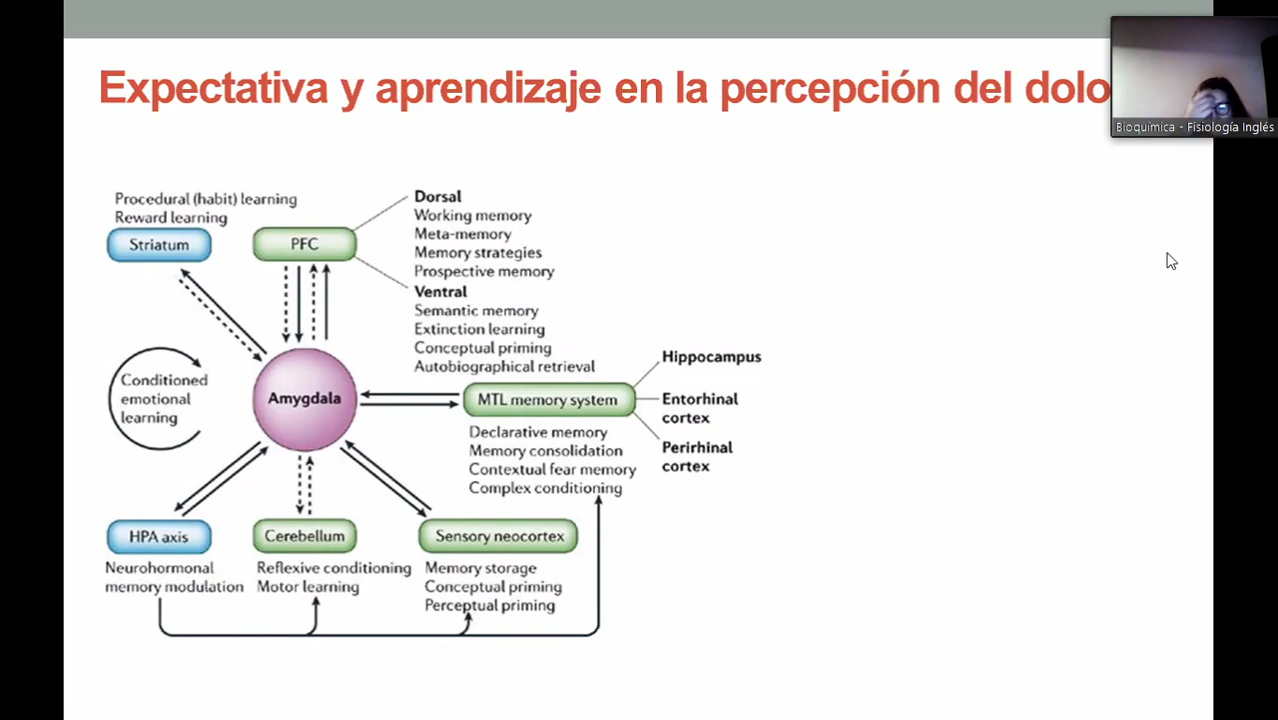 Expectativa y aprendizaje en la percepción del dolo
Bioquímica - Fisiología Inglés
Procedural (habit) learning
Reward learning
Striatum
PFC
Dorsal
Working memory
Meta-memory
Memory strategies
Prospective memory
Ventral
Semantic memory
Extinction learning
Conceptual priming
Autobiographical retrieval
Conditioned
emotional
learning
Amygdala
MTL memory system
Hippocampus
Entorhinal
cortex
Perirhinal
cortex
Declarative memory
Memory consolidation
Contextual fear memory
Complex conditioning
HPA axis
Neurohormonal
memory modulation
Cerebellum
Reflexive conditioning
Motor learning
Sensory neocortex
Memory storage
Conceptual priming
Perceptual priming